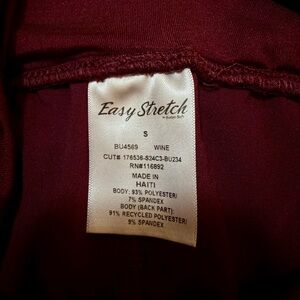 Easy Stretch
S
BU4569 WINE
CUT# 176536-S24C3-BU234
RN#116892
MADE IN
HAITI
BODY: 93% POLYESTER/
7% SPANDEX
BODY (BACK PART):
91% RECYCLED POLYESTER/
9% SPANDEX